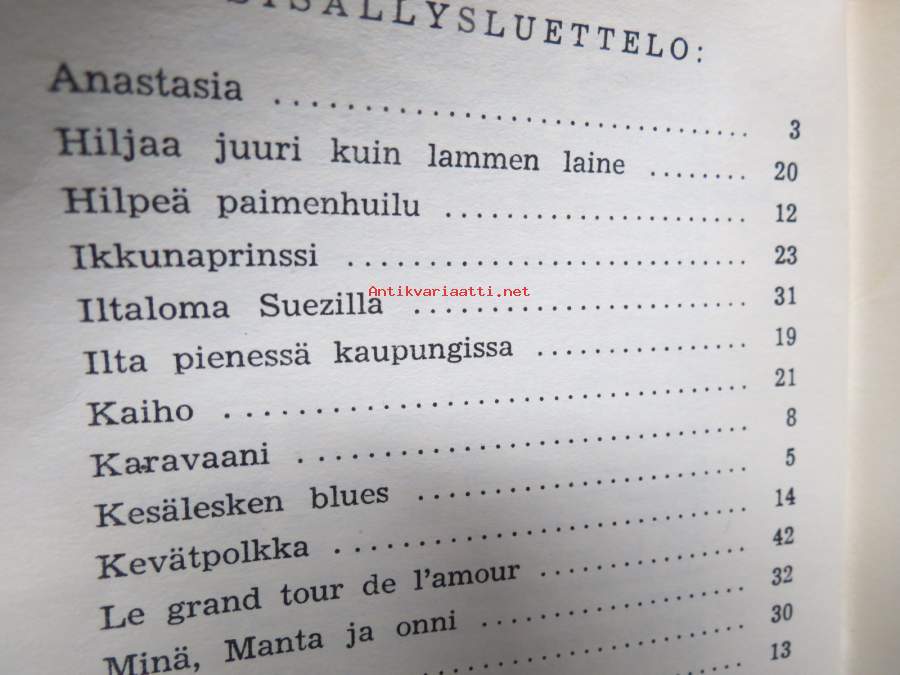 SISÄLLYSLUETTELO:
Anastasia ........................ 3
Hiljaa juuri kuin lammen laine ........ 20
Hilpeä paimenhuilu ........................ 12
Ikkunaprinssi ........................ 23
Antikvariaatti.net
Iltaloma Suezilla ........................ 31
Ilta pienessä kaupungissa ................ 19
Kaiho ........................ 21
Karavaani ........................ 8
Kesälesken blues ........................ 5
Kevätpolkka ........................ 14
Le grand tour de l'amour ................ 42
Minä, Manta ja onni ................ 32
30
13